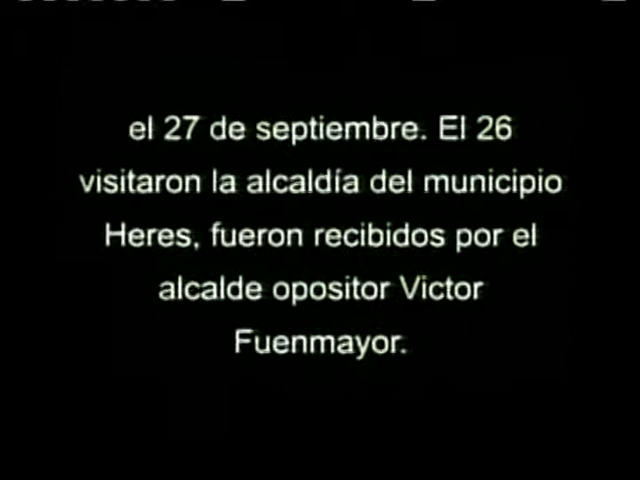 el 27 de septiembre. El 26
visitaron la alcaldía del municipio
Heres, fueron recibidos por el
alcalde opositor Victor
Fuenmayor.